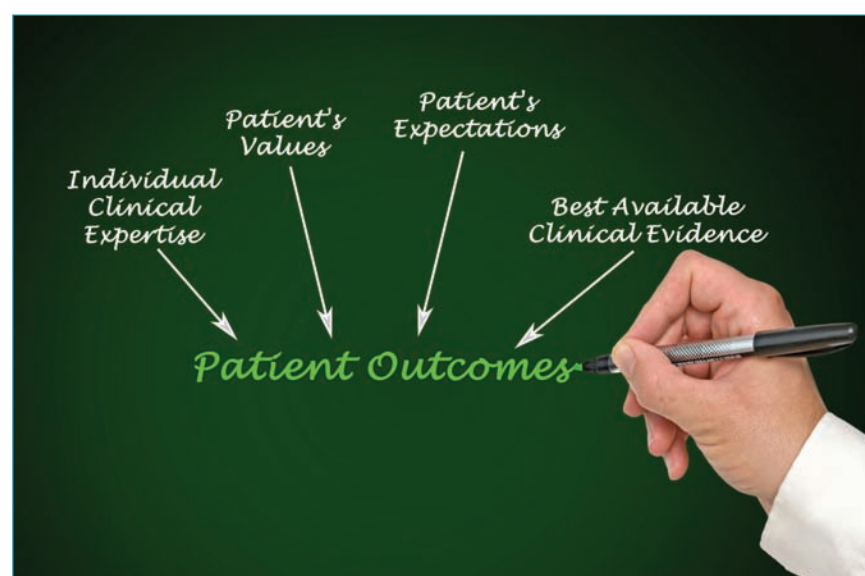 Individual
Clinical
Expertise
Patient's
Values
Patient's
Expectations
Best Available
Clinical Evidence
Patient Outcomes